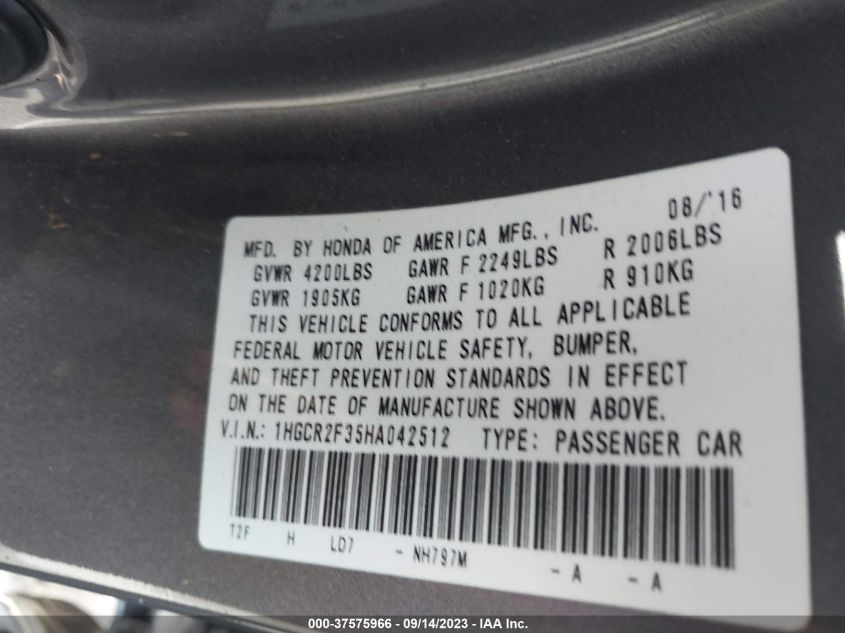 08/'16
MFD. BY HONDA OF AMERICA MFG., INC.
GVWR 4200LBS GAWR F 2249LBS R 2006LBS
GVWR 1905KG GAWR F 1020KG R 910KG
THIS VEHICLE CONFORMS TO ALL APPLICABLE
FEDERAL MOTOR VEHICLE SAFETY, BUMPER,
AND THEFT PREVENTION STANDARDS IN EFFECT
ON THE DATE OF MANUFACTURE SHOWN ABOVE.
V.I.N.: 1HGCR2F35HA042512 TYPE: PASSENGER CAR
T2F H LD7 - NH797M - A - A
000-37575966 - 09/14/2023 - IAA Inc.